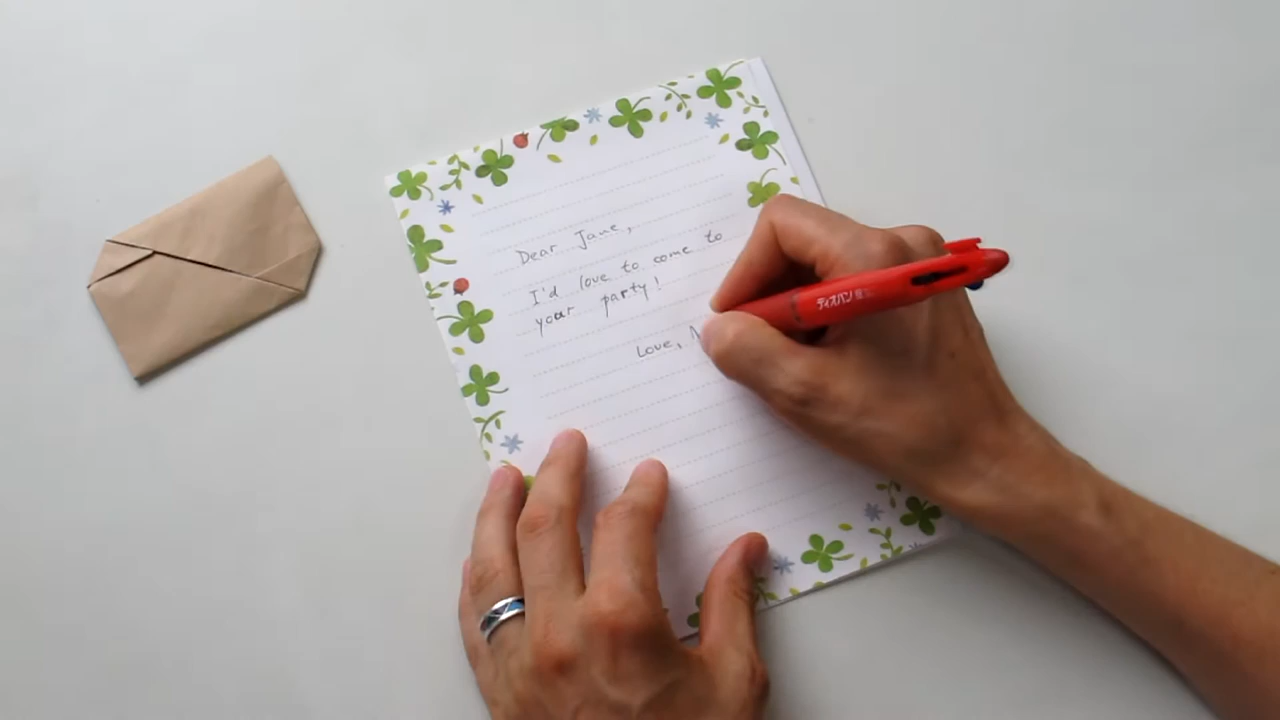 Dear Jane,
I'd love to come to
your party!
Love,
ディスパン